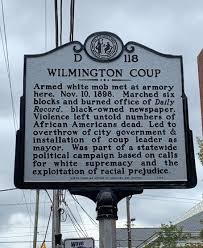 D 118
WILMINGTON COUP
Armed white mob met at armory
here, Nov. 10, 1898. Marched six
blocks and burned office of Daily
Record, black-owned newspaper.
Violence left untold numbers of
African Americans dead. Led to
overthrow of city government &
installation of coup leader as
mayor. Was part of a statewide
political campaign based on calls
for white supremacy and the
exploitation of racial prejudice.